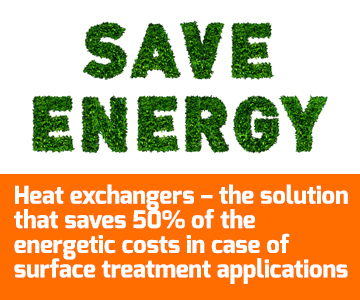 SAVE
ENERGY
Heat exchangers – the solution
that saves 50% of the
energetic costs in case of
surface treatment applications